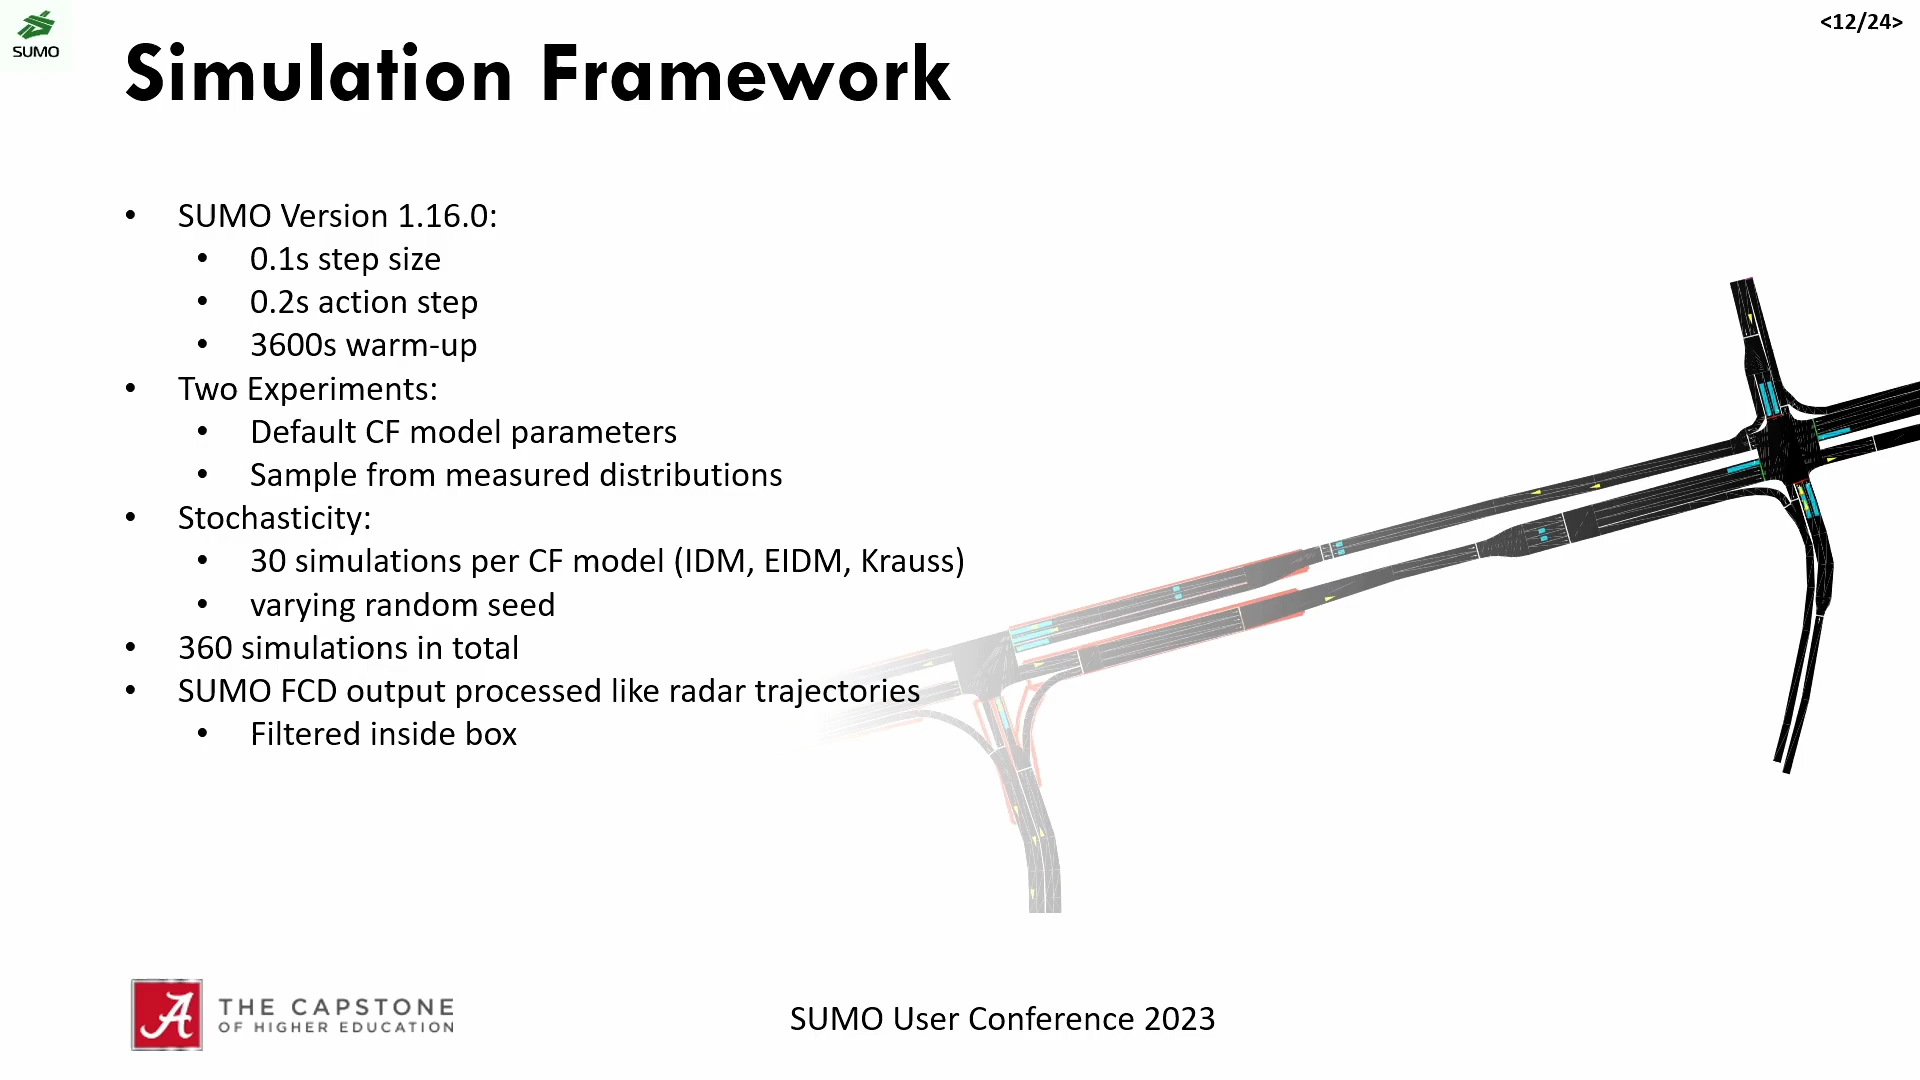 SUMO
<12/24>
Simulation Framework
• SUMO Version 1.16.0:
• 0.1s step size
• 0.2s action step
• 3600s warm-up
• Two Experiments:
• Default CF model parameters
• Sample from measured distributions
• Stochasticity:
• 30 simulations per CF model (IDM, EIDM, Krauss)
• varying random seed
• 360 simulations in total
• SUMO FCD output processed like radar trajectories
• Filtered inside box
A
THE CAPSTONE
OF HIGHER EDUCATION
SUMO User Conference 2023